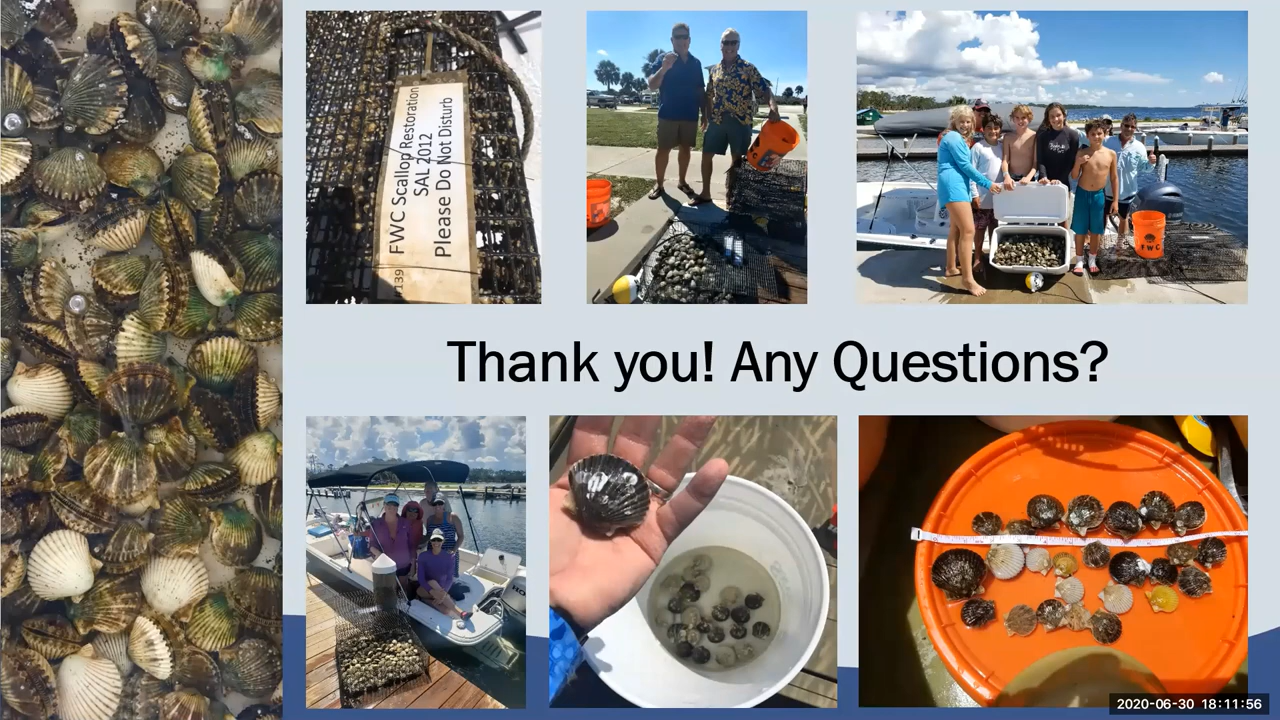 FWC Scallop Restoration
SAL 2012
Please Do Not Disturb
139
FWC
Thank you! Any Questions?
2020-06-30 18:11:56